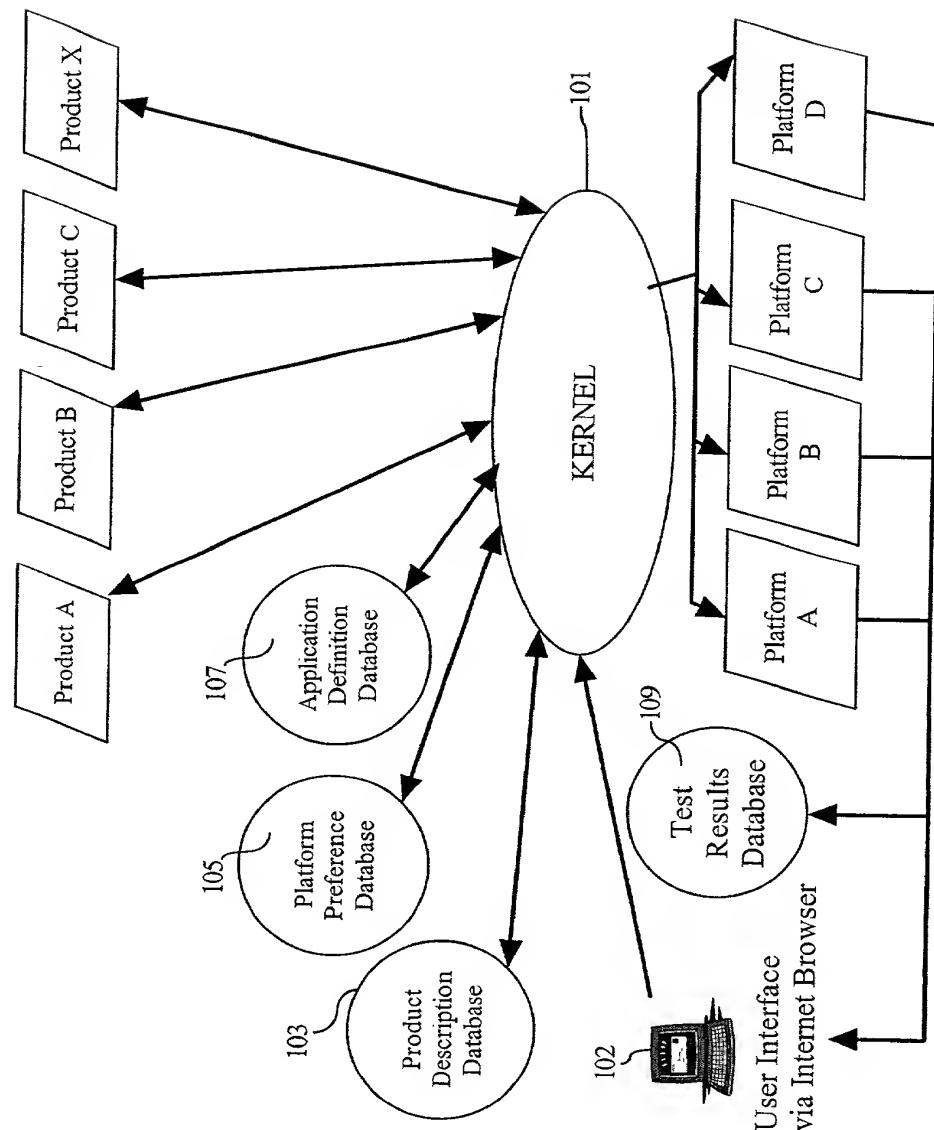 Product A
Product B
Product C
Product X
107
Application
Definition
Database
105
Platform
Preference
Database
103
Product
Description
Database
101
KERNEL
102
User Interface
via Internet Browser
109
Test
Results
Database
Platform
A
Platform
B
Platform
C
Platform
D